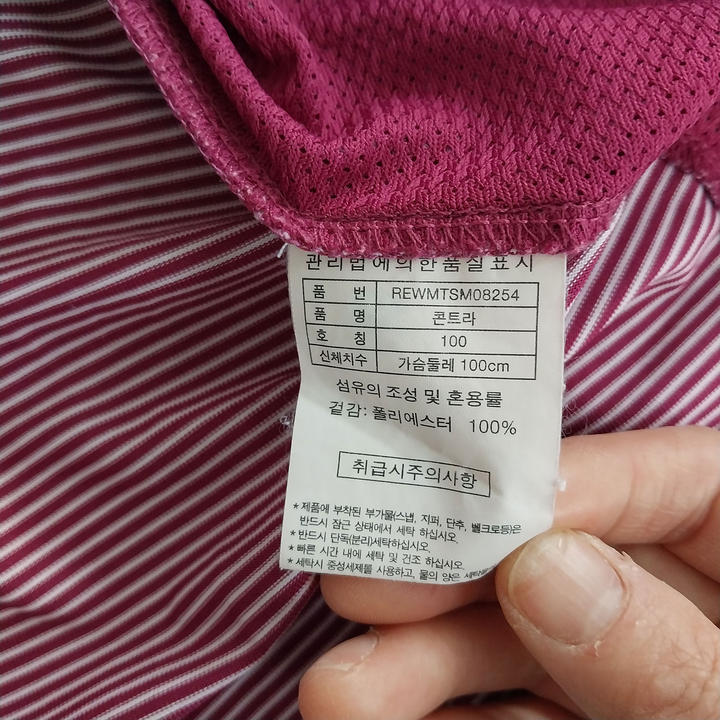 관리법에의한품질표시
품 번 REWMTSM08254
품 명 콘트라
호 칭 100
신체치수 가슴둘레 100cm
섬유의 조성 및 혼용률
겉감: 폴리에스터 100%
취급시주의사항
*제품에 부착된 부가물(스냅, 지퍼, 단추, 벨크로등)은
반드시 잠근 상태에서 세탁 하십시오.
*반드시 단독(분리)세탁하십시오.
*빠른 시간 내에 세탁 및 건조 하십시오.
*세탁시 중성세제를 사용하고, 물의 양은